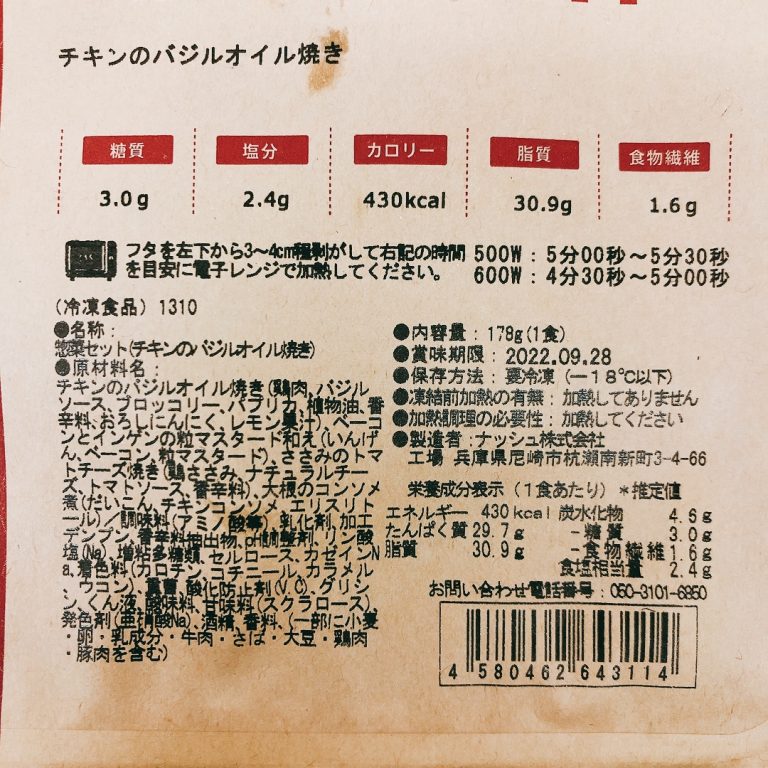 チキンのバジルオイル焼き
糖質 塩分 カロリー 脂質 食物繊維
3.0g 2.4g 430kcal 30.9g 1.6g
フタを左下から3～4cm程剥がして右記の時間
を目安に電子レンジで加熱してください。
500W：5分00秒～5分30秒
600W：4分30秒～5分00秒
(冷凍食品) 1310
●名称：
惣菜セット(チキンのバジルオイル焼き)
●原材料名：
チキンのバジルオイル焼き(鶏肉、バジル
ソース、ブロッコリー、パプリカ、植物油、香
辛料、おろしにんにく、レモン果汁)、ベーコ
ンとインゲンの粒マスタード和え(いんげ
ん、ベーコン、粒マスタード)、ささみのトマ
トチーズ焼き(鶏ささみ、ナチュラルチー
ズ、トマトソース、香辛料)、大根のコンソメ
煮(だいこん、チキンコンソメ、エリスリト
ール)／調味料(アミノ酸等)、乳化剤、加工
デンプン、香辛料抽出物、pH調整剤、リン酸
塩(Na)、増粘多糖類、セルロース、カゼインN
a、着色料(カロチン、コチニール、カラメル
、ウコン)、貫曹、酸化防止剤(V.C)、グリシ
ン、くん液、酸味料、甘味料(スクラロース)、
発色剤(亜硝酸Na)、酒精、香料、(一部に小麦
・卵・乳成分・牛肉・さば・大豆・鶏肉
・豚肉を含む)
●内容量：178g(1食)
●賞味期限：2022.09.28
●保存方法：要冷凍(－18℃以下)
●凍結前加熱の有無：加熱してありません
●加熱調理の必要性：加熱してください
●製造者：ナッシュ株式会社
工場 兵庫県尼崎市杭瀬南新町3-4-66
栄養成分表示(1食あたり)＊推定値
エネルギー 430kcal 炭水化物 4.6g
たんぱく質 29.7g －糖質 3.0g
脂質 30.9g －食物繊維 1.6g
食塩相当量 2.4g
お問い合わせ電話番号：050-3101-6850
4 580462 643114